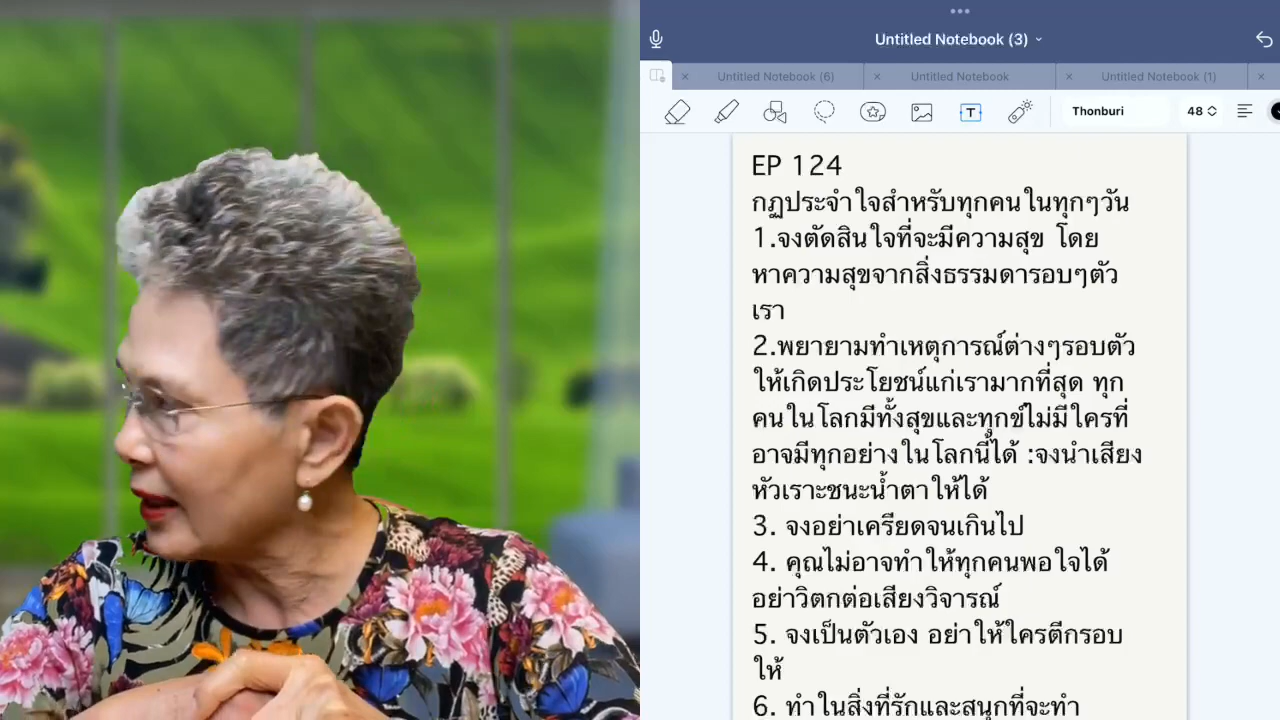 Untitled Notebook (3)
Untitled Notebook (6)
Untitled Notebook
Untitled Notebook (1)
Thonburi
48
EP 124
กฏประจำใจสำหรับทุกคนในทุกๆวัน
1.จงตัดสินใจที่จะมีความสุข โดย
หาความสุขจากสิ่งธรรมดารอบๆตัว
เรา
2.พยายามทำเหตุการณ์ต่างๆรอบตัว
ให้เกิดประโยชน์แก่เรามากที่สุด ทุก
คนในโลกมีทั้งสุขและทุกข์ไม่มีใครที่
อาจมีทุกอย่างในโลกนี้ได้ :จงนำเสียง
หัวเราะชนะน้ำตาให้ได้
3. จงอย่าเครียดจนเกินไป
4. คุณไม่อาจทำให้ทุกคนพอใจได้
อย่าวิตกต่อเสียงวิจารณ์
5. จงเป็นตัวเอง อย่าให้ใครตีกรอบ
ให้
6. ทำในสิ่งที่รักและสนุกที่จะทำ